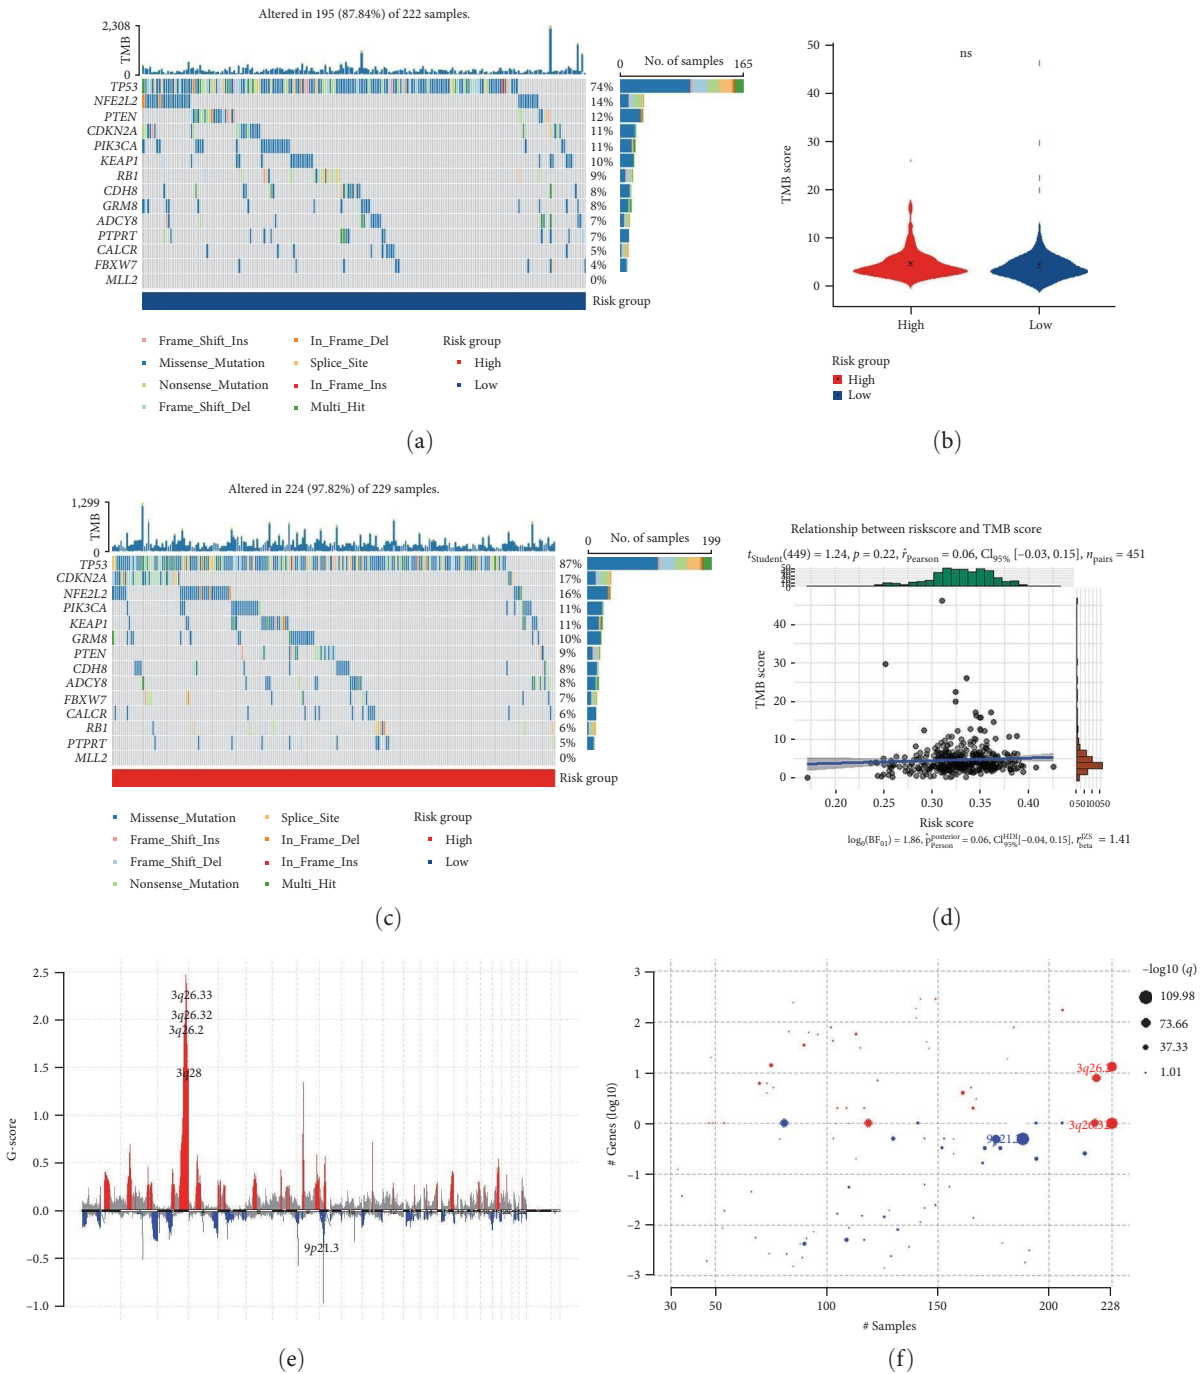 Altered in 195 (87.84%) of 222 samples.
2,308
TMB
0
0 No. of samples 165
TP53 74%
NFE2L2 14%
PTEN 12%
CDKN2A 11%
PIK3CA 11%
KEAP1 10%
RB1 9%
CDH8 8%
GRM8 8%
ADCY8 7%
PTPRT 7%
CALCR 5%
FBXW7 4%
MLL2 0%
Risk group
Frame_Shift_Ins In_Frame_Del Risk group
Missense_Mutation Splice_Site High
Nonsense_Mutation In_Frame_Ins Low
Frame_Shift_Del Multi_Hit
(a)
50
40
30
20
10
0
TMB score
ns
High Low
Risk group
High
Low
(b)
Altered in 224 (97.82%) of 229 samples.
1,299
TMB
0
0 No. of samples 199
TP53 87%
CDKN2A 17%
NFE2L2 16%
PIK3CA 11%
KEAP1 11%
GRM8 10%
PTEN 9%
CDH8 8%
ADCY8 8%
FBXW7 7%
CALCR 6%
RB1 6%
PTPRT 5%
MLL2 0%
Risk group
Missense_Mutation Splice_Site Risk group
Frame_Shift_Ins In_Frame_Del High
Frame_Shift_Del In_Frame_Ins Low
Nonsense_Mutation Multi_Hit
(c)
Relationship between riskscore and TMB score
tStudent(449) = 1.24, p = 0.22, r̂Pearson = 0.06, CI95% [−0.03, 0.15], npairs = 451
40
30
20
10
0
TMB score
0.20 0.25 0.30 0.35 0.40
Risk score
(d)
2.5
2.0
1.5
1.0
0.5
0.0
−0.5
−1.0
G-score
3q26.33
3q26.32
3q26.2
3q28
9p21.3
(e)
3
2
1
0
−1
−2
−3
# Genes (log10)
30 50 100 150 200 228
# Samples
−log10 (q)
109.98
73.66
37.33
1.01
(f)